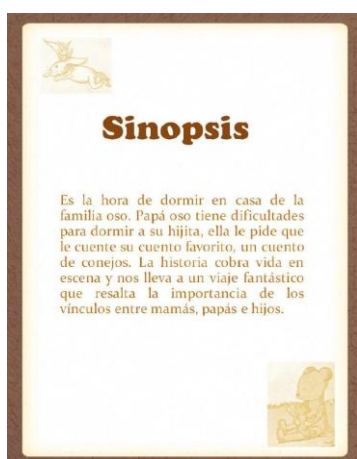 Sinopsis
Es la hora de dormir en casa de la
familia oso. Papá oso tiene dificultades
para dormir a su hijita, ella le pide que
le cuente su cuento favorito, un cuento
de conejos. La historia cobra vida en
escena y nos lleva a un viaje fantástico
que resalta la importancia de los
vínculos entre mamás, papás e hijos.